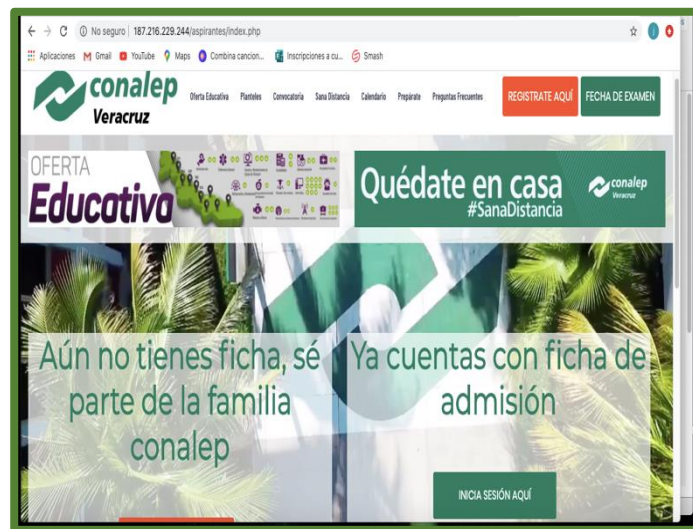 No seguro | 187.216.229.244/aspirantes/index.php
Aplicaciones Gmail YouTube Maps Combina cancion... Inscripciones a cu... Smash
conalep
Veracruz
Oferta Educativa Planteles Convocatoria Sana Distancia Calendario Prepárate Preguntas Frecuentes
REGISTRATE AQUÍ FECHA DE EXAMEN
OFERTA
Educativa
Quédate en casa
#SanaDistancia
conalep
Veracruz
Aún no tienes ficha, sé
parte de la familia
conalep
Ya cuentas con ficha de
admisión
INICIA SESIÓN AQUÍ